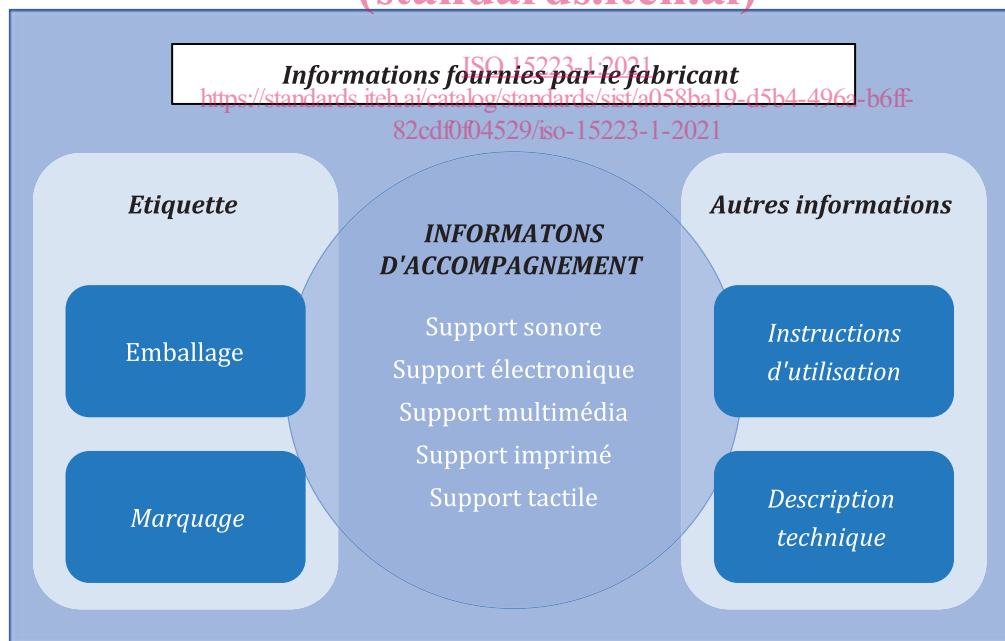 (standards.iteh.ai)
Informations fournies par le fabricant
ISO 15223-1:2021
https://standards.iteh.ai/catalog/standards/sist/a058ba19-d5b4-496a-b6ff-
82cdf0f04529/iso-15223-1-2021
Etiquette
Emballage
Marquage
INFORMATONS
D'ACCOMPAGNEMENT
Support sonore
Support électronique
Support multimédia
Support imprimé
Support tactile
Autres informations
Instructions
d'utilisation
Description
technique